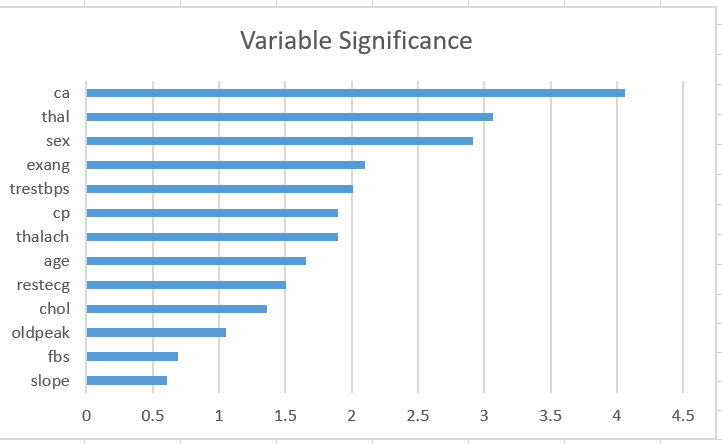 Variable Significance
ca
thal
sex
exang
trestbps
cp
thalach
age
restecg
chol
oldpeak
fbs
slope
0 0.5 1 1.5 2 2.5 3 3.5 4 4.5